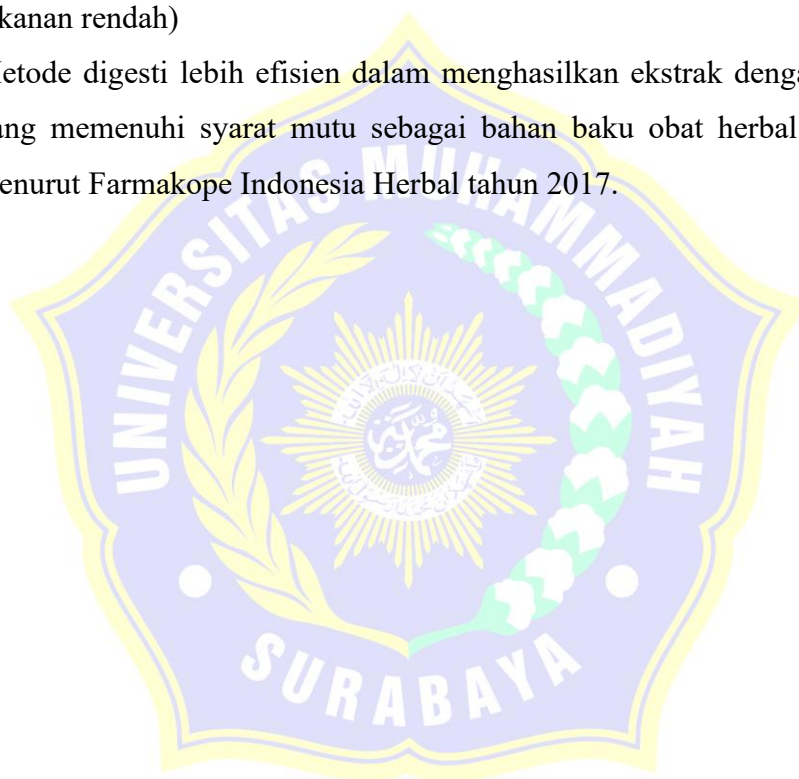 kanan rendah)
etode digesti lebih efisien dalam menghasilkan ekstrak denga
ang memenuhi syarat mutu sebagai bahan baku obat herbal
enurut Farmakope Indonesia Herbal tahun 2017.
UNIVERSITAS MUHAMMADIYAH
SURABAYA